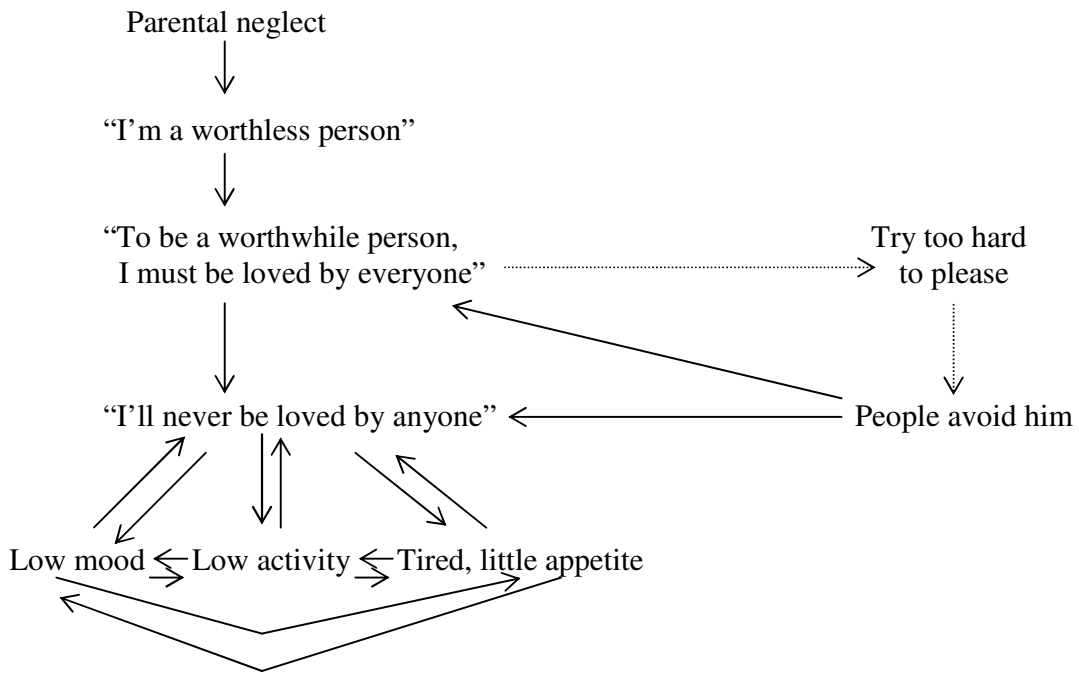 Parental neglect
“I’m a worthless person”
“To be a worthwhile person,
I must be loved by everyone”
Try too hard
to please
“I’ll never be loved by anyone”
People avoid him
Low mood
Low activity
Tired, little appetite